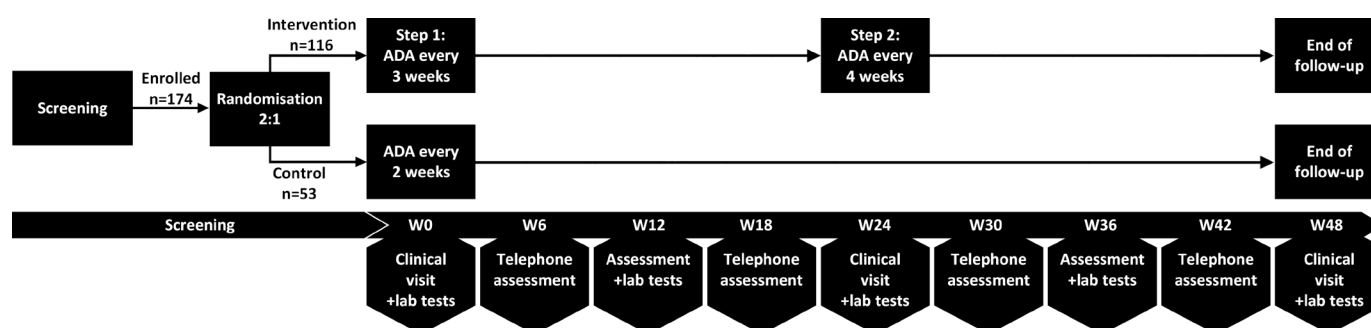 Screening
Enrolled
n=174
Randomisation
2:1
Intervention
n=116
Step 1:
ADA every
3 weeks
Step 2:
ADA every
4 weeks
End of
follow-up
Control
n=53
ADA every
2 weeks
End of
follow-up
Screening
W0
W6
W12
W18
W24
W30
W36
W42
W48
Clinical
visit
+lab tests
Telephone
assessment
Assessment
+lab tests
Telephone
assessment
Clinical
visit
+lab tests
Telephone
assessment
Assessment
+lab tests
Telephone
assessment
Clinical
visit
+lab tests